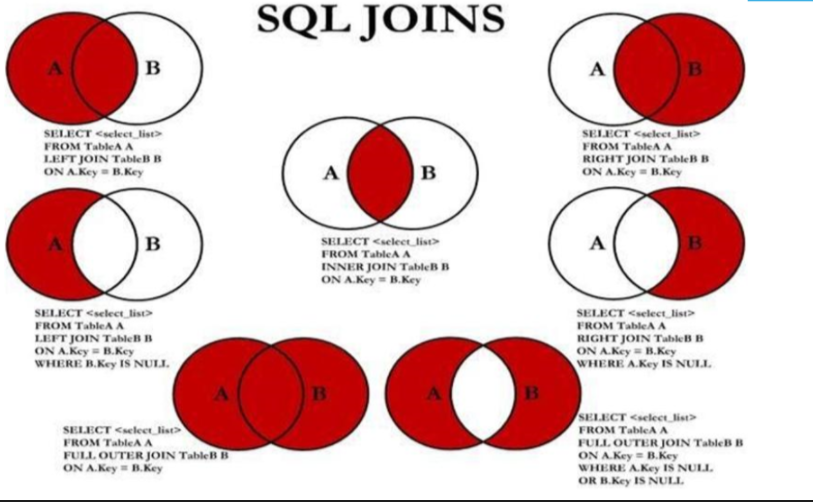 SQL JOINS
A B
SELECT <select_list>
FROM TableA A
LEFT JOIN TableB B
ON A.Key = B.Key
A B
SELECT <select_list>
FROM TableA A
RIGHT JOIN TableB B
ON A.Key = B.Key
A B
SELECT <select_list>
FROM TableA A
INNER JOIN TableB B
ON A.Key = B.Key
A B
SELECT <select_list>
FROM TableA A
LEFT JOIN TableB B
ON A.Key = B.Key
WHERE B.Key IS NULL
A B
SELECT <select_list>
FROM TableA A
RIGHT JOIN TableB B
ON A.Key = B.Key
WHERE A.Key IS NULL
A B
SELECT <select_list>
FROM TableA A
FULL OUTER JOIN TableB B
ON A.Key = B.Key
A B
SELECT <select_list>
FROM TableA A
FULL OUTER JOIN TableB B
ON A.Key = B.Key
WHERE A.Key IS NULL
OR B.Key IS NULL